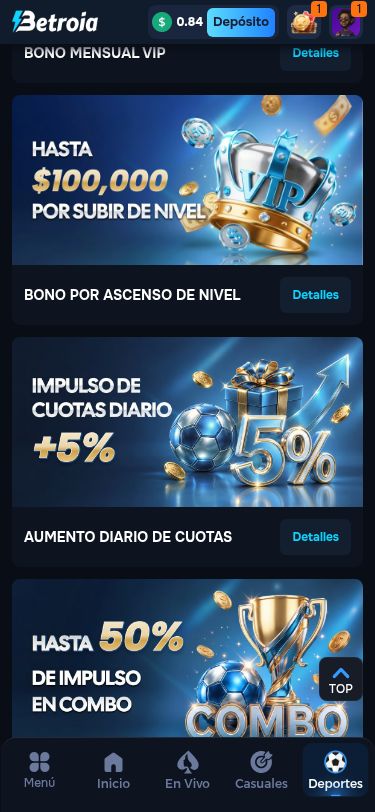 Betroia
$ 0.84 Depósito
1
1
BONO MENSUAL VIP
Detalles
HASTA
$100,000
POR SUBIR DE NIVEL
VIP
BONO POR ASCENSO DE NIVEL
Detalles
IMPULSO DE
CUOTAS DIARIO
+5%
5%
AUMENTO DIARIO DE CUOTAS
Detalles
HASTA 50%
DE IMPULSO
EN COMBO
COMBO
TOP
Menú
Inicio
En Vivo
Casuales
Deportes